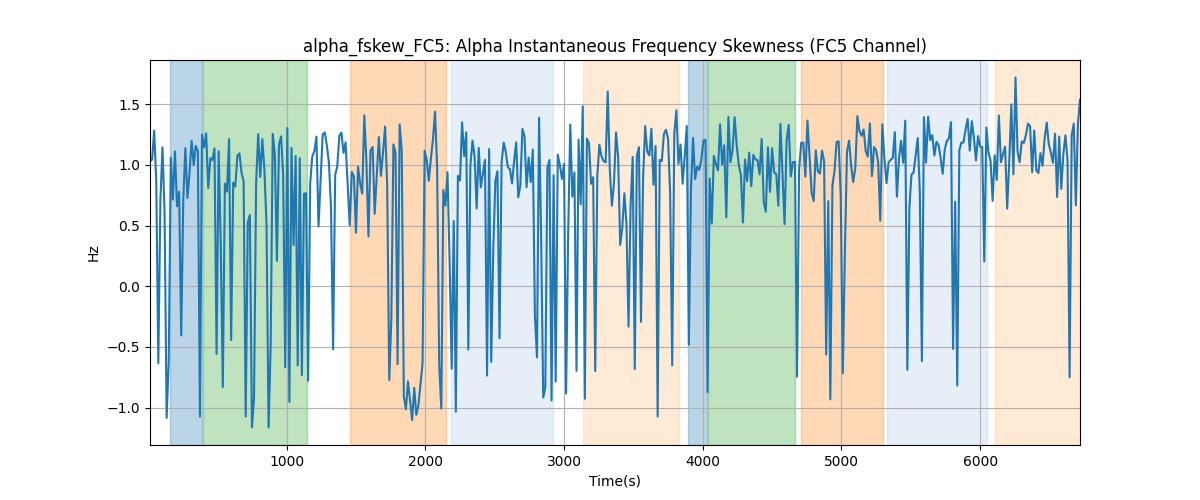 alpha_fskew_FC5: Alpha Instantaneous Frequency Skewness (FC5 Channel)
1.5
1.0
0.5
0.0
−0.5
−1.0
Hz
1000 2000 3000 4000 5000 6000
Time(s)